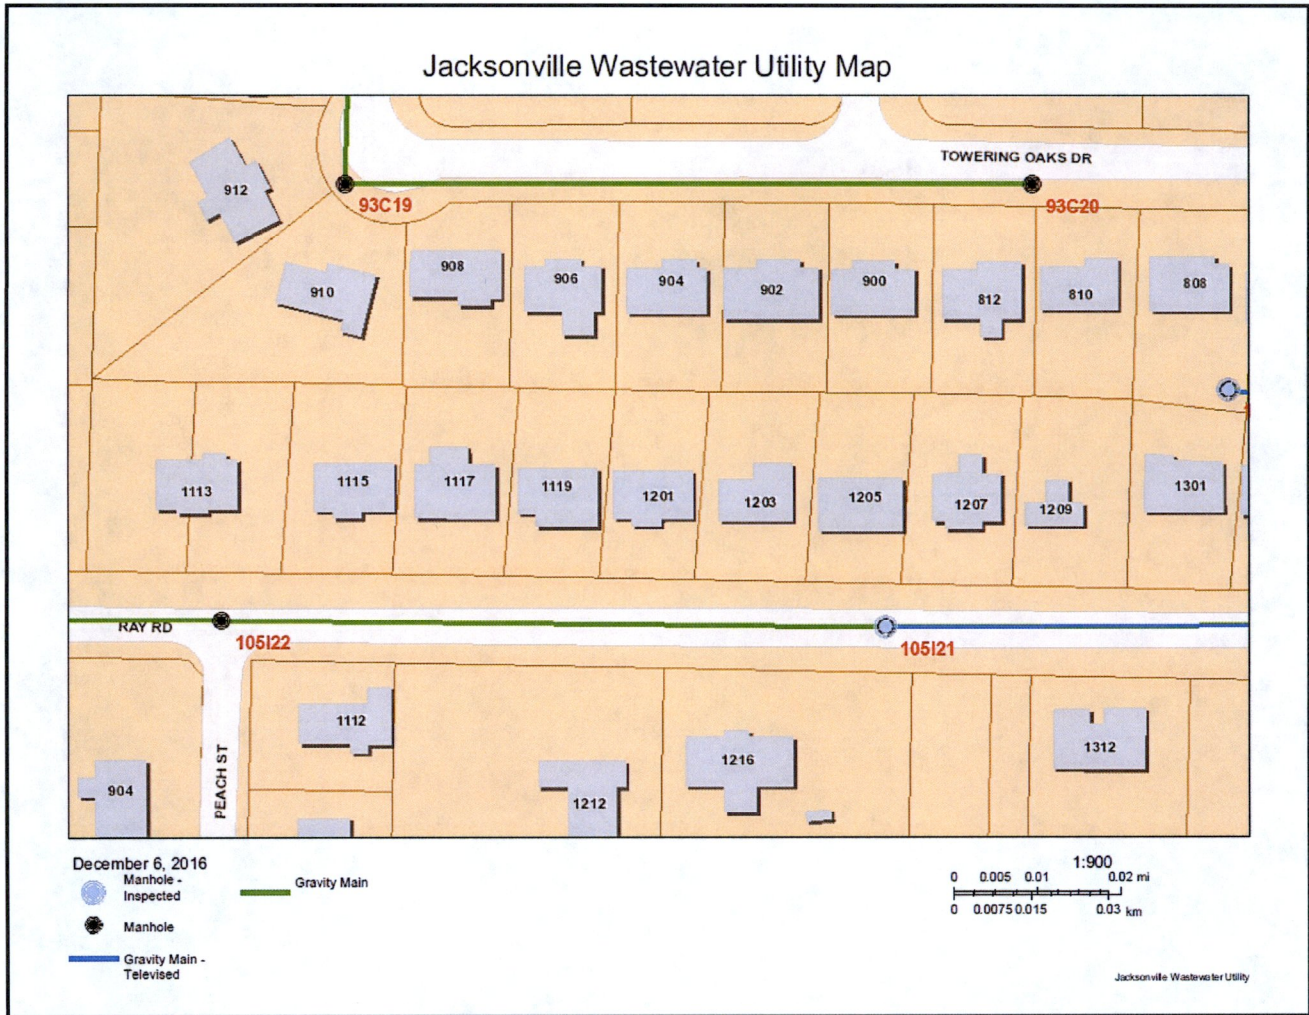 Jacksonville Wastewater Utility Map
TOWERING OAKS DR
912
93C19
93C20
908
906
904
902
900
812
810
808
910
1113
1115
1117
1119
1201
1203
1205
1207
1209
1301
RAY RD
105I22
105I21
1112
1216
1312
904
PEACH ST
1212
December 6, 2016
Manhole -
Inspected
Manhole
Gravity Main -
Televised
Gravity Main
1:900
0 0.005 0.01 0.02 mi
0 0.0075 0.015 0.03 km
Jacksonville Wastewater Utility